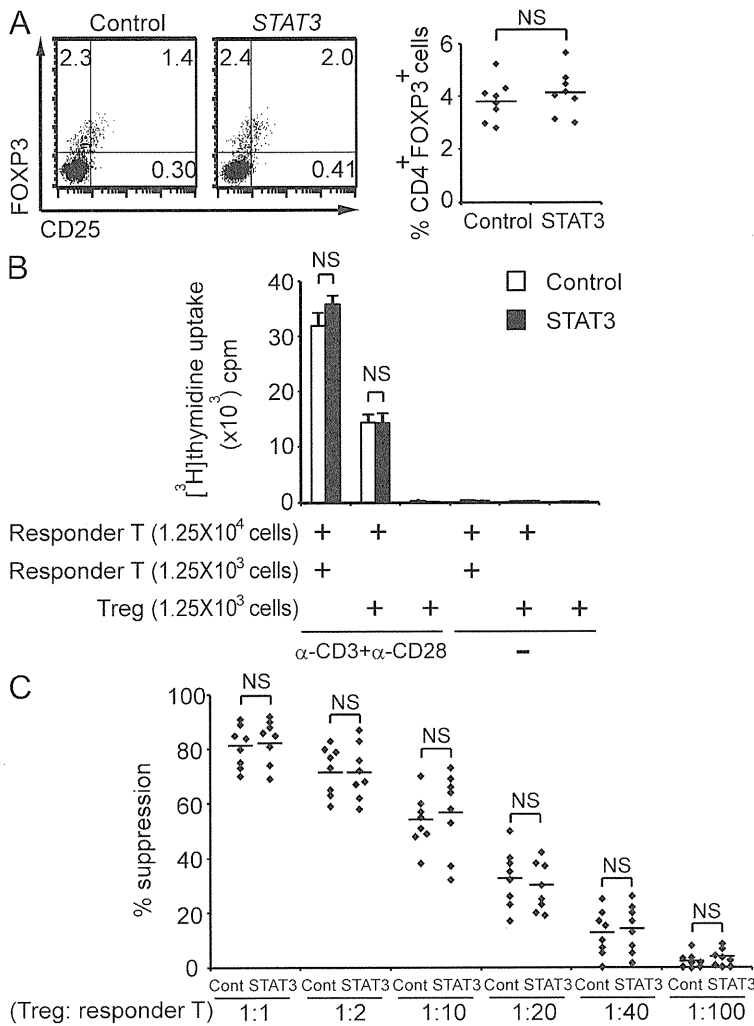 A
Control
STAT3
2.3
1.4
0.30
2.4
2.0
0.41
FOXP3
CD25
NS
% CD4+FOXP3+ cells
6
4
2
0
Control
STAT3
B
[3H]thymidine uptake
(x10³) cpm
40
30
20
10
0
NS
NS
Control
STAT3
Responder T (1.25X10⁴ cells) + + + +
Responder T (1.25X10³ cells) + +
Treg (1.25X10³ cells) + + + +
α-CD3+α-CD28 −
C
% suppression
100
80
60
40
20
0
NS
NS
NS
NS
NS
NS
Cont STAT3 Cont STAT3 Cont STAT3 Cont STAT3 Cont STAT3 Cont STAT3
(Treg: responder T) 1:1 1:2 1:10 1:20 1:40 1:100